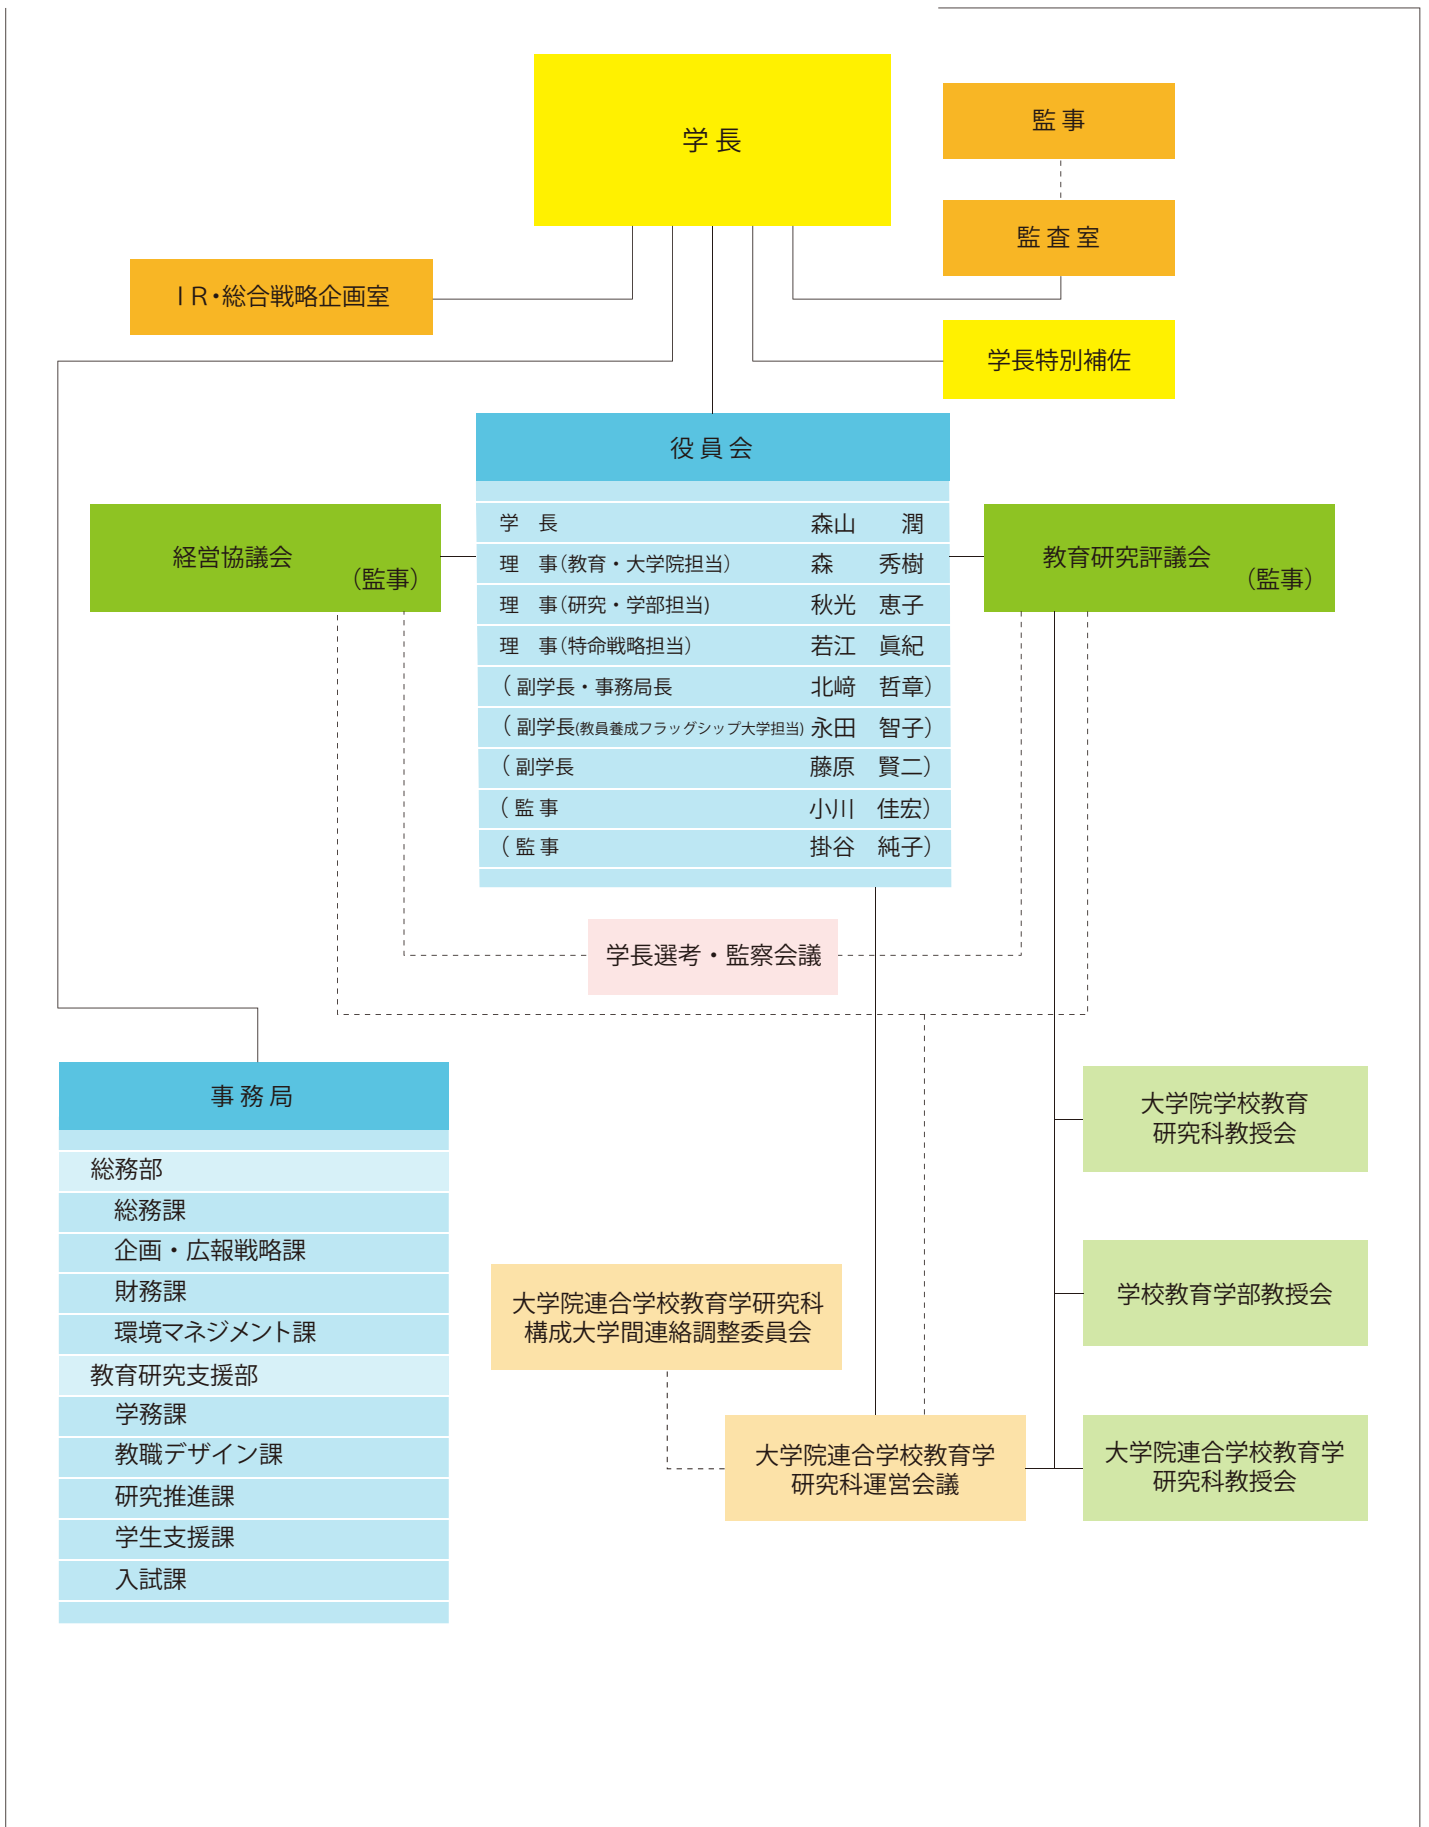 学長
監事
監査室
IR・総合戦略企画室
学長特別補佐
役員会
学　長　森山　潤
理　事(教育・大学院担当)　森　秀樹
理　事(研究・学部担当)　秋光　恵子
理　事(特命戦略担当)　若江　眞紀
(副学長・事務局長　北﨑　哲章)
(副学長(教員養成フラッグシップ大学担当)　永田　智子)
(副学長　藤原　賢二)
(監事　小川　佳宏)
(監事　掛谷　純子)
経営協議会
(監事)
教育研究評議会
(監事)
学長選考・監察会議
事務局
総務部
総務課
企画・広報戦略課
財務課
環境マネジメント課
教育研究支援部
学務課
教職デザイン課
研究推進課
学生支援課
入試課
大学院連合学校教育学研究科
構成大学間連絡調整委員会
大学院連合学校教育学
研究科運営会議
大学院学校教育
研究科教授会
学校教育学部教授会
大学院連合学校教育学
研究科教授会